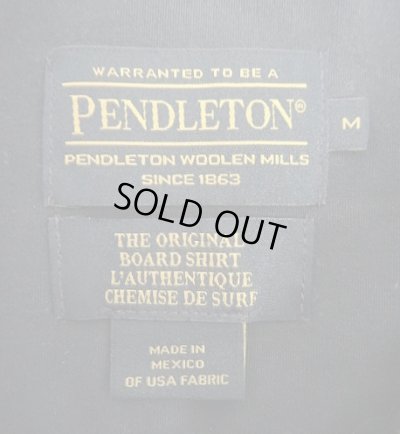 WARRANTED TO BE A
PENDLETON®
M
PENDLETON WOOLEN MILLS
SINCE 1863
SOLD OUT
THE ORIGINAL
BOARD SHIRT
L'AUTHENTIQUE
CHEMISE DE SURF
MADE IN
MEXICO
OF USA FABRIC